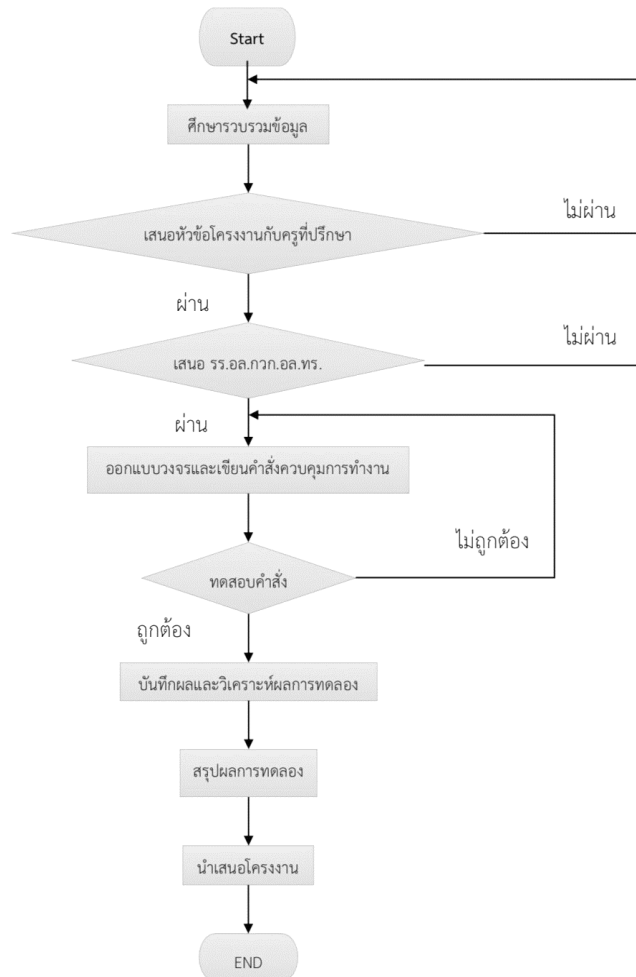 Start
ศึกษารวบรวมข้อมูล
เสนอหัวข้อโครงงานกับครูที่ปรึกษา
ไม่ผ่าน
ผ่าน
เสนอ รร.อล.กวก.อล.ทร.
ไม่ผ่าน
ผ่าน
ออกแบบวงจรและเขียนคำสั่งควบคุมการทำงาน
ไม่ถูกต้อง
ทดสอบคำสั่ง
ถูกต้อง
บันทึกผลและวิเคราะห์ผลการทดลอง
สรุปผลการทดลอง
นำเสนอโครงงาน
END